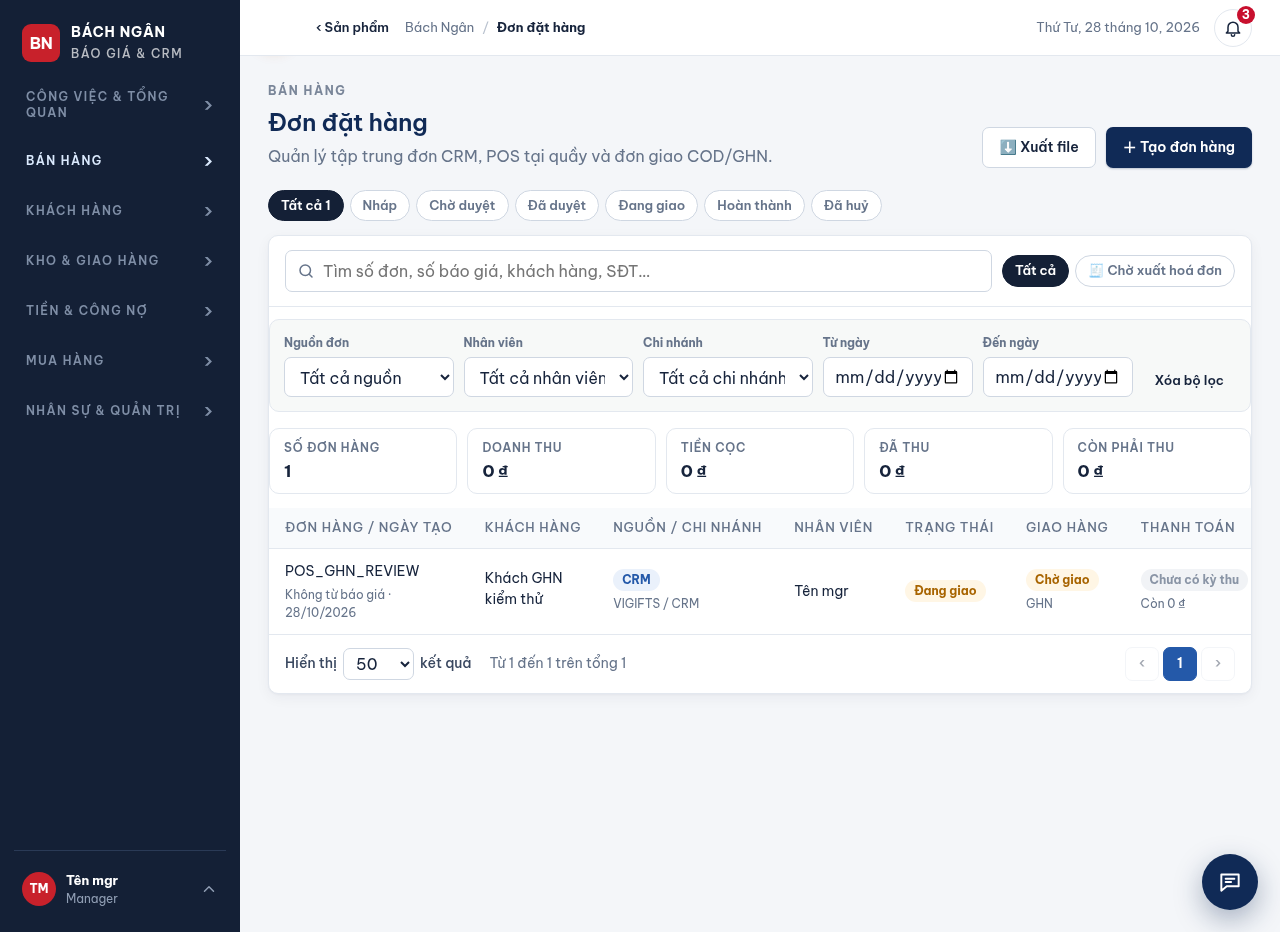 BN
BÁCH NGÂN
BÁO GIÁ & CRM
CÔNG VIỆC & TỔNG
QUAN
BÁN HÀNG
KHÁCH HÀNG
KHO & GIAO HÀNG
TIỀN & CÔNG NỢ
MUA HÀNG
NHÂN SỰ & QUẢN TRỊ
TM
Tên mgr
Manager
‹ Sản phẩm Bách Ngân / Đơn đặt hàng
Thứ Tư, 28 tháng 10, 2026
3
BÁN HÀNG
Đơn đặt hàng
Quản lý tập trung đơn CRM, POS tại quầy và đơn giao COD/GHN.
⬇️ Xuất file
+ Tạo đơn hàng
Tất cả 1 Nháp Chờ duyệt Đã duyệt Đang giao Hoàn thành Đã huỷ
Tìm số đơn, số báo giá, khách hàng, SĐT…
Tất cả 🧾 Chờ xuất hoá đơn
Nguồn đơn Nhân viên Chi nhánh Từ ngày Đến ngày
Tất cả nguồn Tất cả nhân viên Tất cả chi nhánh mm/dd/yyyy mm/dd/yyyy Xóa bộ lọc
SỐ ĐƠN HÀNG DOANH THU TIỀN CỌC ĐÃ THU CÒN PHẢI THU
1 0 ₫ 0 ₫ 0 ₫ 0 ₫
ĐƠN HÀNG / NGÀY TẠO KHÁCH HÀNG NGUỒN / CHI NHÁNH NHÂN VIÊN TRẠNG THÁI GIAO HÀNG THANH TOÁN
POS_GHN_REVIEW
Không từ báo giá ·
28/10/2026
Khách GHN
kiểm thử
CRM
VIGIFTS / CRM
Tên mgr
Đang giao
Chờ giao
GHN
Chưa có kỳ thu
Còn 0 ₫
Hiển thị 50 kết quả Từ 1 đến 1 trên tổng 1
‹ 1 ›